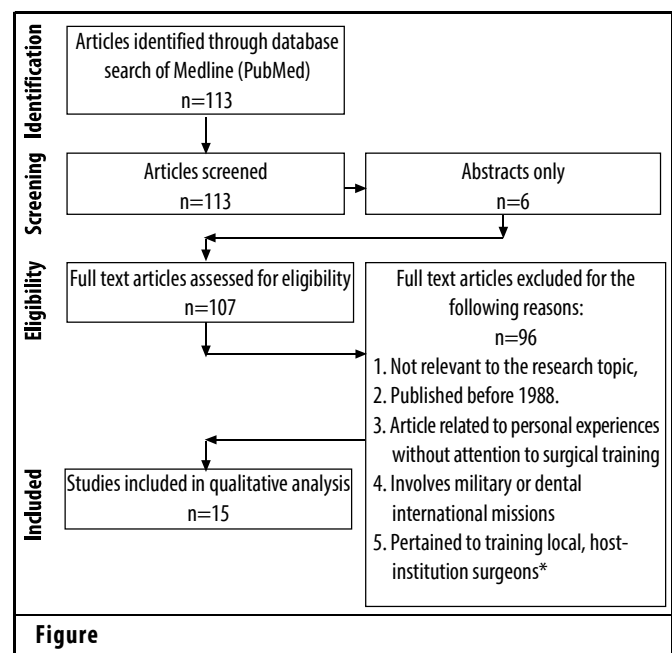 Identification
Articles identified through database
search of Medline (PubMed)
n=113
Screening
Articles screened
n=113
Abstracts only
n=6
Eligibility
Full text articles assessed for eligibility
n=107
Full text articles excluded for the
following reasons:
n=96
1. Not relevant to the research topic,
2. Published before 1988.
3. Article related to personal experiences
without attention to surgical training
4. Involves military or dental
international missions
5. Pertained to training local, host-
institution surgeons*
Included
Studies included in qualitative analysis
n=15
Figure